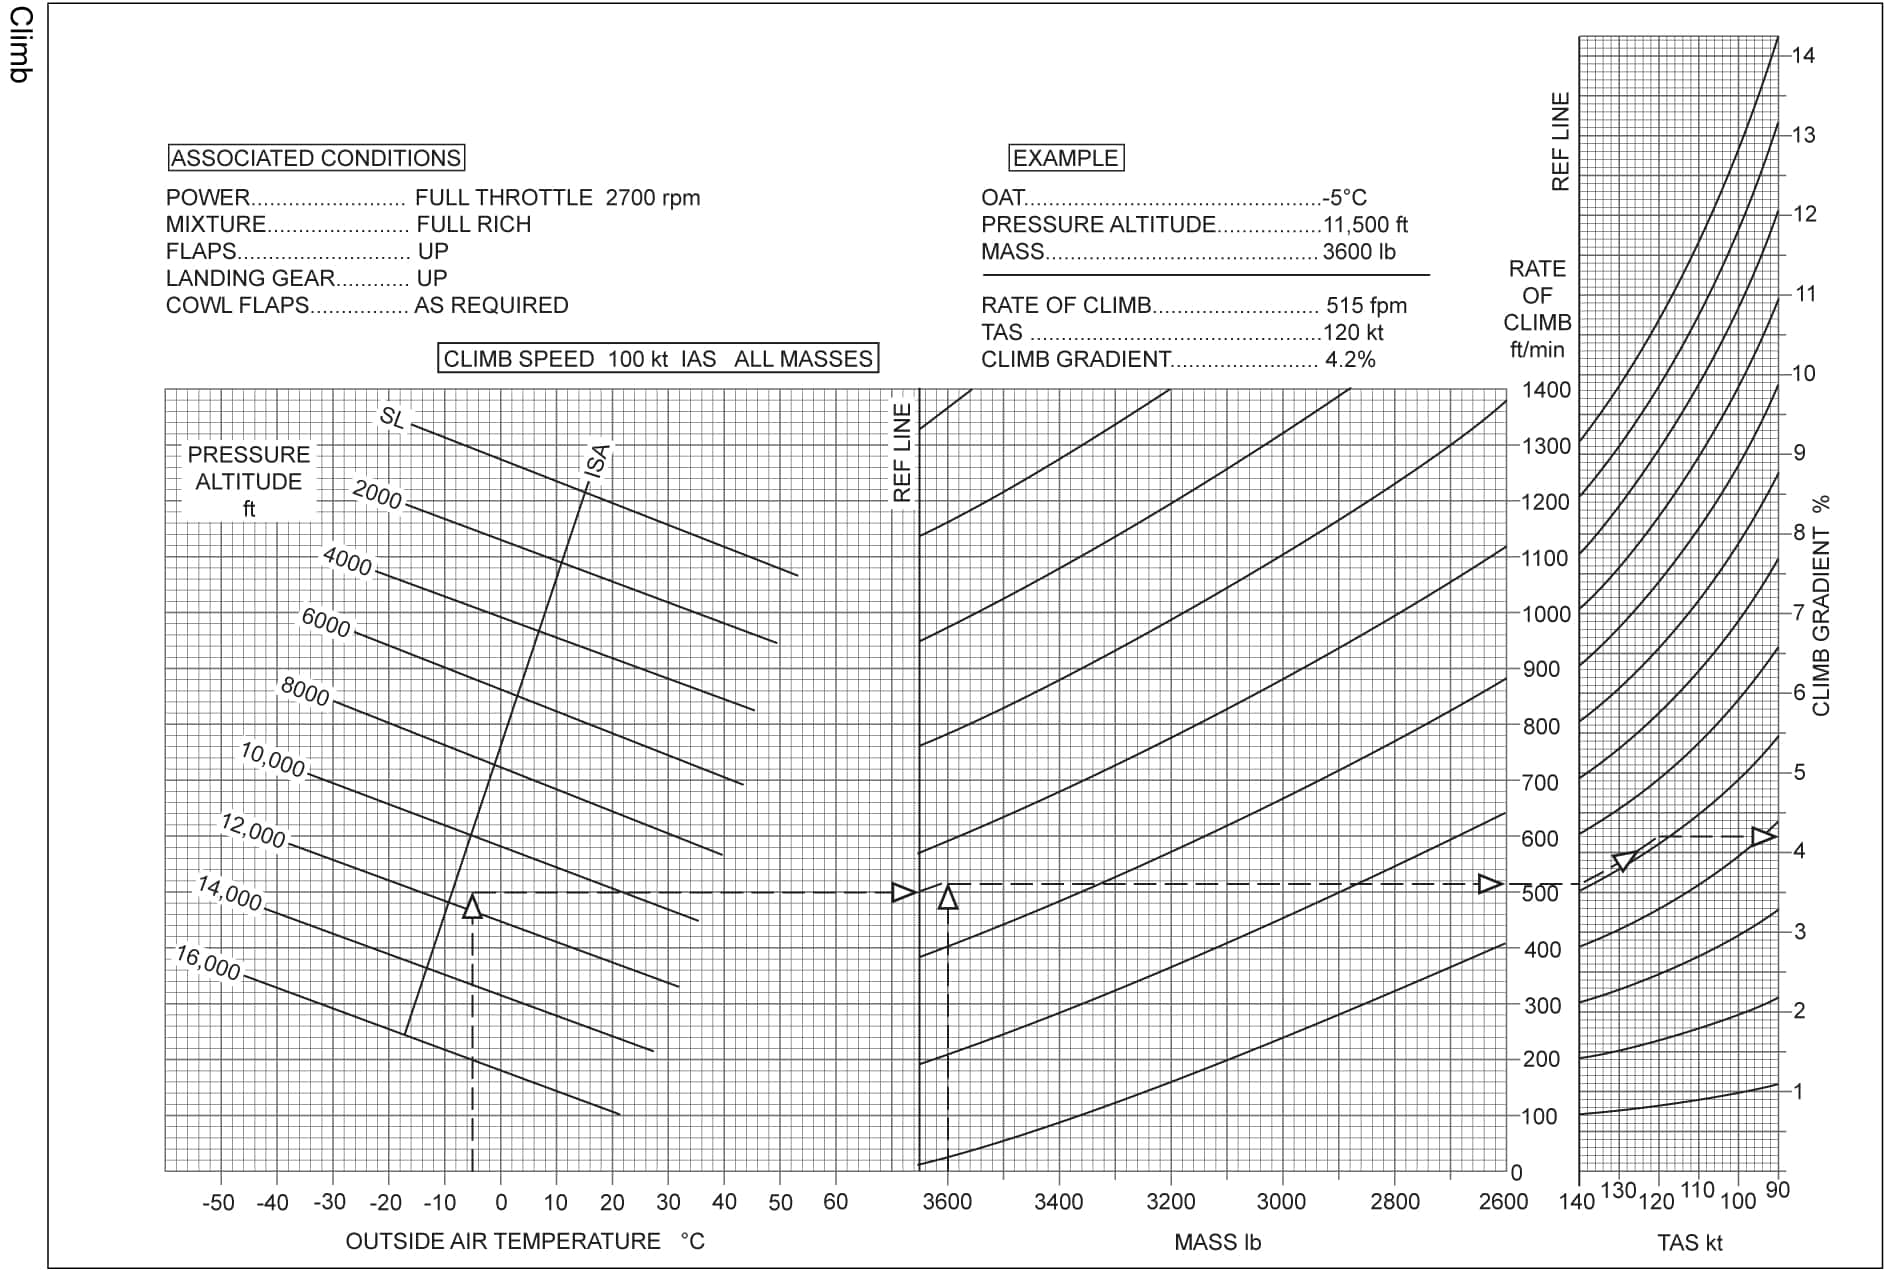 Climb
ASSOCIATED CONDITIONS
POWER......................... FULL THROTTLE 2700 rpm
MIXTURE....................... FULL RICH
FLAPS............................ UP
LANDING GEAR............ UP
COWL FLAPS................ AS REQUIRED
CLIMB SPEED 100 kt IAS ALL MASSES
EXAMPLE
OAT................................................-5°C
PRESSURE ALTITUDE.................11,500 ft
MASS............................................ 3600 lb
RATE OF CLIMB........................... 515 fpm
TAS ...............................................120 kt
CLIMB GRADIENT........................ 4.2%
PRESSURE
ALTITUDE
ft
SL
2000
4000
6000
8000
10,000
12,000
14,000
16,000
ISA
REF LINE
-50 -40 -30 -20 -10 0 10 20 30 40 50 60
OUTSIDE AIR TEMPERATURE °C
3600 3400 3200 3000 2800 2600
MASS lb
RATE
OF
CLIMB
ft/min
1400
1300
1200
1100
1000
900
800
700
600
500
400
300
200
100
0
REF LINE
140 130 120 110 100 90
TAS kt
14
13
12
11
10
9
8
7
6
5
4
3
2
1
CLIMB GRADIENT %